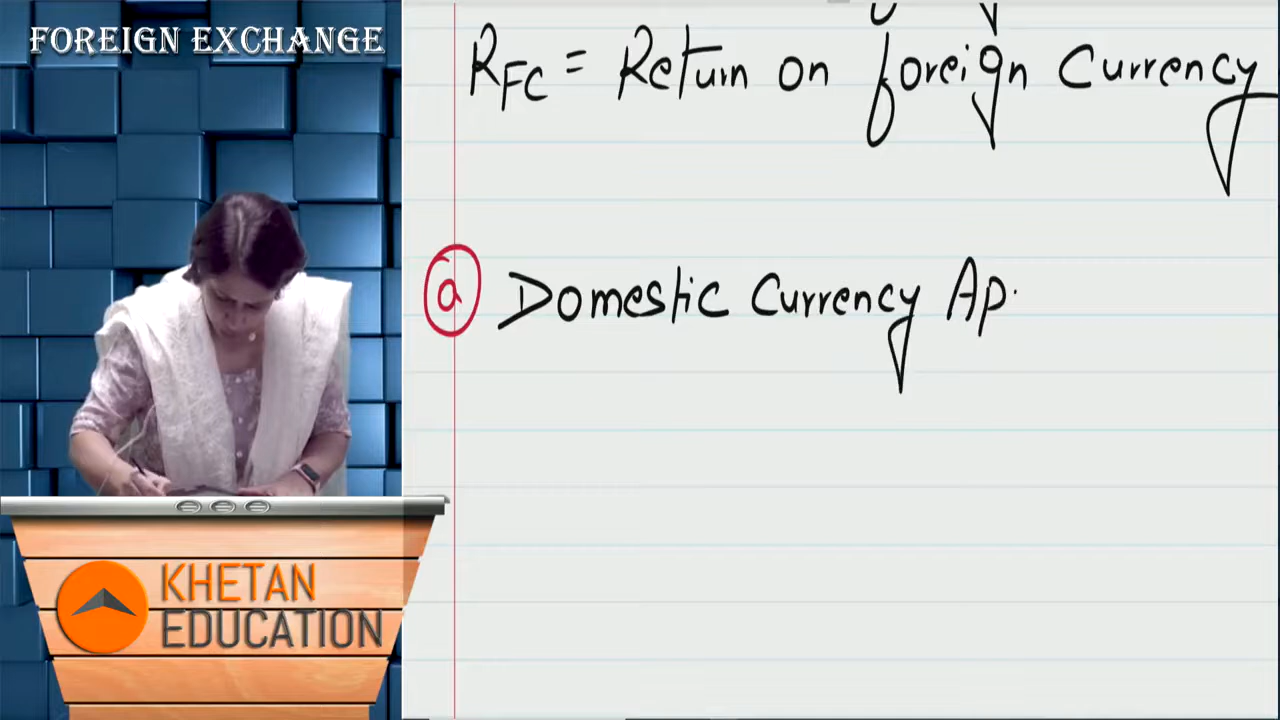 FOREIGN EXCHANGE
RFC = Return on foreign Currency
a Domestic Currency Ap
KHETAN
EDUCATION